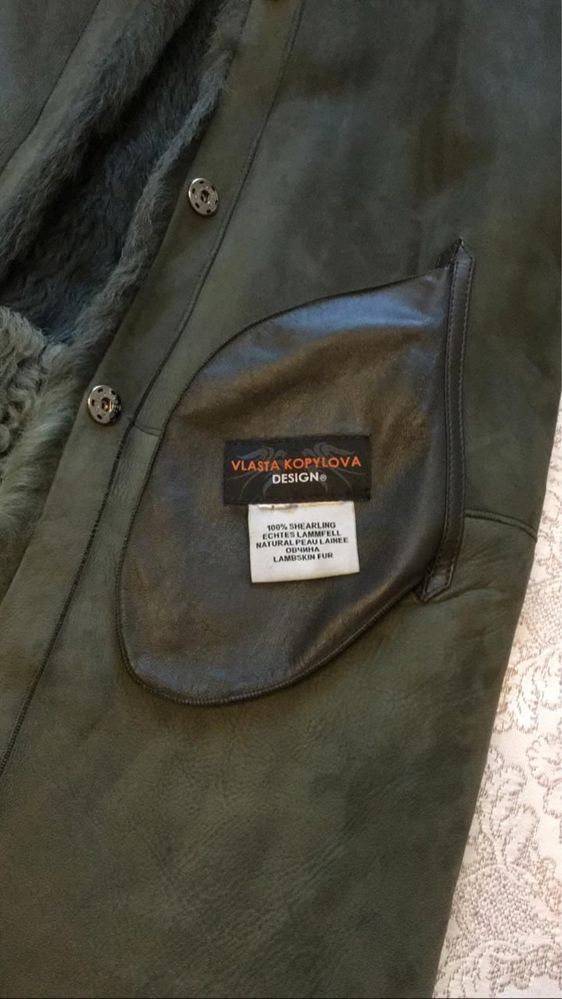 VLASTA KOPYLOVA
DESIGN®
100% SHEARLING
ECHTES LAMMFELL
NATURAL PEAU LAINEE
ОВЧИНА
LAMBSKIN FUR